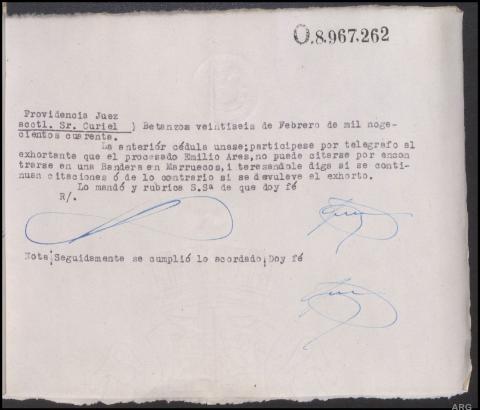 O.8.967.262
Providencia Juez
acctl. Sr. Curiel ) Betanzos veintiseis de Febrero de mil noge-
cientos cuarenta.
La anteriór cédula unase; participese por telegrafo al
exhortante que el procesado Emilio Ares, no puede citarse por encon
trarse en una Bandera en Marruecos, i teresandole diga si se conti-
nuan citaciones ó de lo contrario si se devuleve el exhorto.
Lo mandó y rubrica S.Sª de que doy fé
R/.
Nota; Seguidamente se cumplió lo acordado; Doy fé
ARG